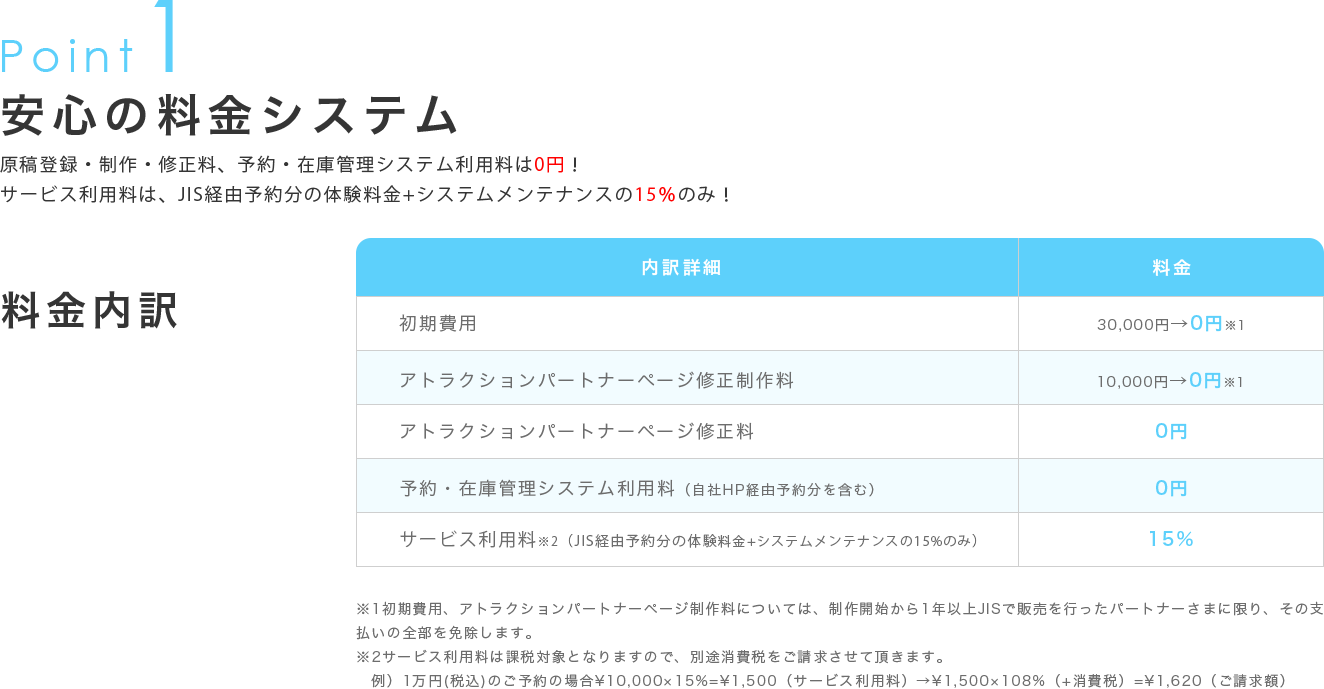 Point 1
安心の料金システム
原稿登録・制作・修正料、予約・在庫管理システム利用料は0円！
サービス利用料は、JIS経由予約分の体験料金+システムメンテナンスの15%のみ！
料金内訳
内訳詳細 料金
初期費用 30,000円→0円※1
アトラクションパートナーページ修正制作料 10,000円→0円※1
アトラクションパートナーページ修正料 0円
予約・在庫管理システム利用料（自社HP経由予約分を含む） 0円
サービス利用料※2（JIS経由予約分の体験料金+システムメンテナンスの15%のみ） 15%
※1初期費用、アトラクションパートナーページ制作料については、制作開始から1年以上JISで販売を行ったパートナーさまに限り、その支
払いの全部を免除します。
※2サービス利用料は課税対象となりますので、別途消費税をご請求させて頂きます。
例）1万円(税込)のご予約の場合¥10,000×15%=¥1,500（サービス利用料）→¥1,500×108%（+消費税）=¥1,620（ご請求額）